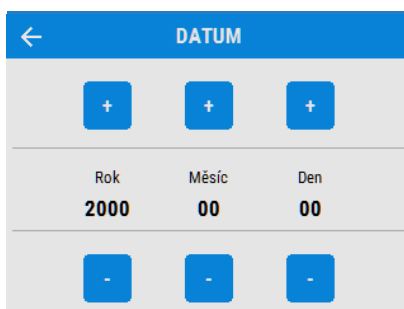 DATUM
+ + +
Rok Měsíc Den
2000 00 00
- - -